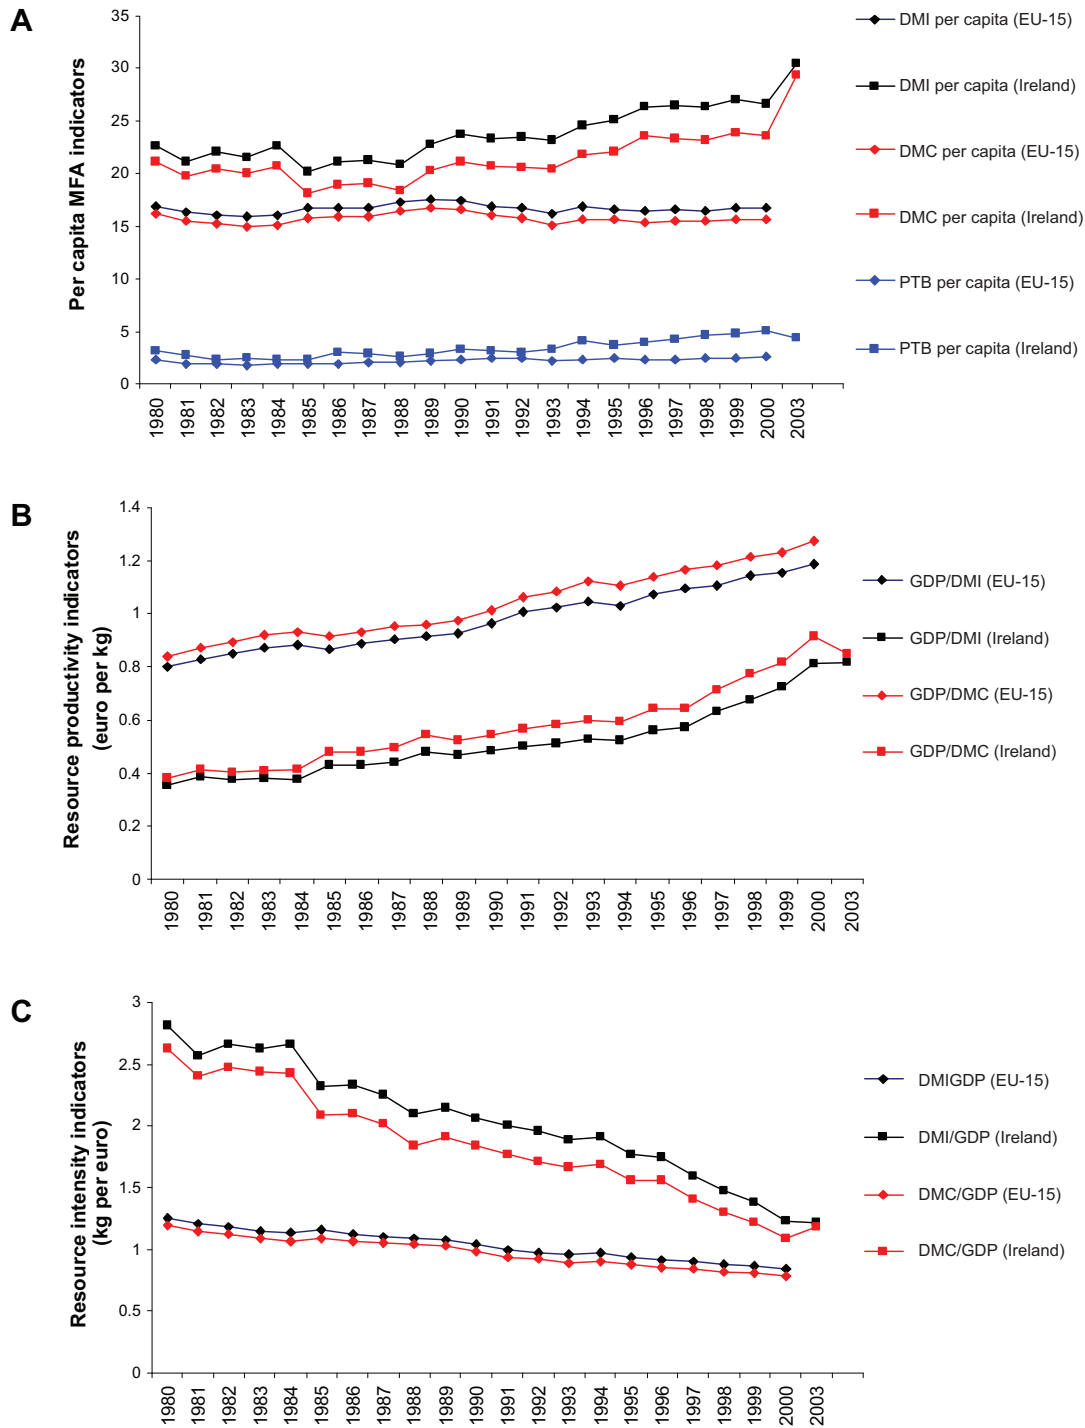 A
Per capita MFA indicators
35
30
25
20
15
10
5
0
1980 1981 1982 1983 1984 1985 1986 1987 1988 1989 1990 1991 1992 1993 1994 1995 1996 1997 1998 1999 2000 2003
DMI per capita (EU-15)
DMI per capita (Ireland)
DMC per capita (EU-15)
DMC per capita (Ireland)
PTB per capita (EU-15)
PTB per capita (Ireland)
B
Resource productivity indicators
(euro per kg)
1.4
1.2
1
0.8
0.6
0.4
0.2
0
1980 1981 1982 1983 1984 1985 1986 1987 1988 1989 1990 1991 1992 1993 1994 1995 1996 1997 1998 1999 2000 2003
GDP/DMI (EU-15)
GDP/DMI (Ireland)
GDP/DMC (EU-15)
GDP/DMC (Ireland)
C
Resource intensity indicators
(kg per euro)
3
2.5
2
1.5
1
0.5
0
1980 1981 1982 1983 1984 1985 1986 1987 1988 1989 1990 1991 1992 1993 1994 1995 1996 1997 1998 1999 2000 2003
DMIGDP (EU-15)
DMI/GDP (Ireland)
DMC/GDP (EU-15)
DMC/GDP (Ireland)